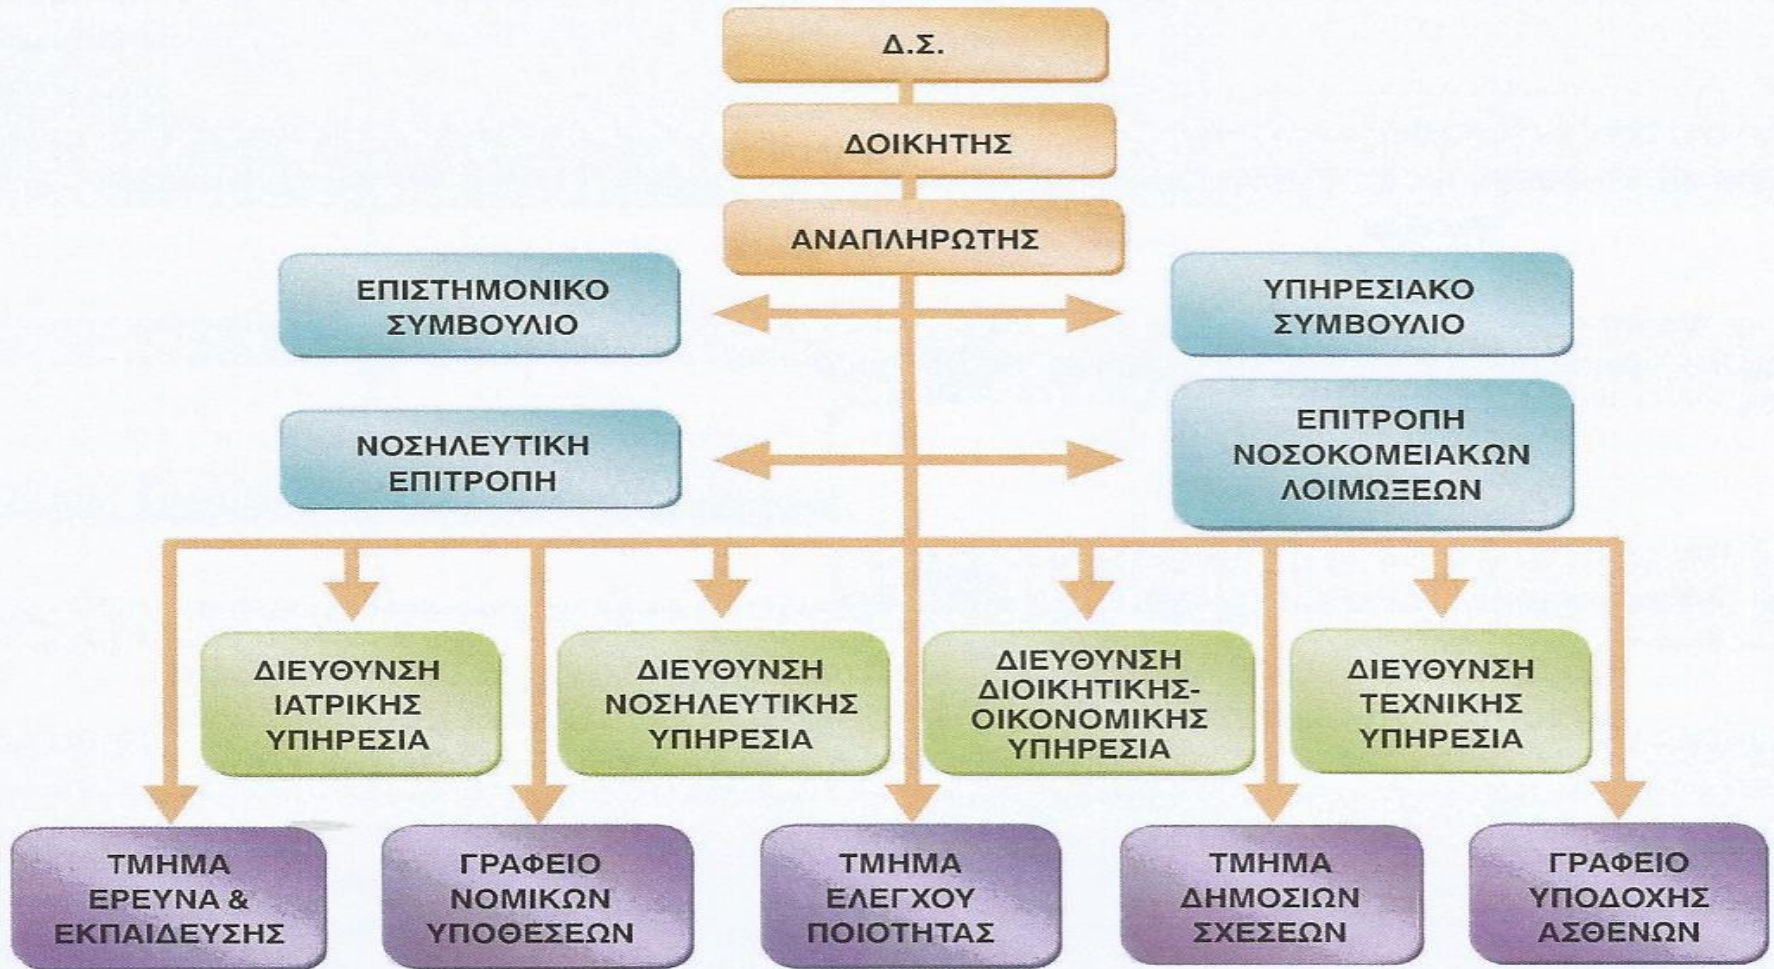 Δ.Σ.
ΔΟΙΚΗΤΗΣ
ΑΝΑΠΛΗΡΩΤΗΣ
ΕΠΙΣΤΗΜΟΝΙΚΟ
ΣΥΜΒΟΥΛΙΟ
ΥΠΗΡΕΣΙΑΚΟ
ΣΥΜΒΟΥΛΙΟ
ΝΟΣΗΛΕΥΤΙΚΗ
ΕΠΙΤΡΟΠΗ
ΕΠΙΤΡΟΠΗ
ΝΟΣΟΚΟΜΕΙΑΚΩΝ
ΛΟΙΜΩΞΕΩΝ
ΔΙΕΥΘΥΝΣΗ
ΙΑΤΡΙΚΗΣ
ΥΠΗΡΕΣΙΑ
ΔΙΕΥΘΥΝΣΗ
ΝΟΣΗΛΕΥΤΙΚΗΣ
ΥΠΗΡΕΣΙΑ
ΔΙΕΥΘΥΝΣΗ
ΔΙΟΙΚΗΤΙΚΗΣ-
ΟΙΚΟΝΟΜΙΚΗΣ
ΥΠΗΡΕΣΙΑ
ΔΙΕΥΘΥΝΣΗ
ΤΕΧΝΙΚΗΣ
ΥΠΗΡΕΣΙΑ
ΤΜΗΜΑ
ΕΡΕΥΝΑ &
ΕΚΠΑΙΔΕΥΣΗΣ
ΓΡΑΦΕΙΟ
ΝΟΜΙΚΩΝ
ΥΠΟΘΕΣΕΩΝ
ΤΜΗΜΑ
ΕΛΕΓΧΟΥ
ΠΟΙΟΤΗΤΑΣ
ΤΜΗΜΑ
ΔΗΜΟΣΙΩΝ
ΣΧΕΣΕΩΝ
ΓΡΑΦΕΙΟ
ΥΠΟΔΟΧΗΣ
ΑΣΘΕΝΩΝ